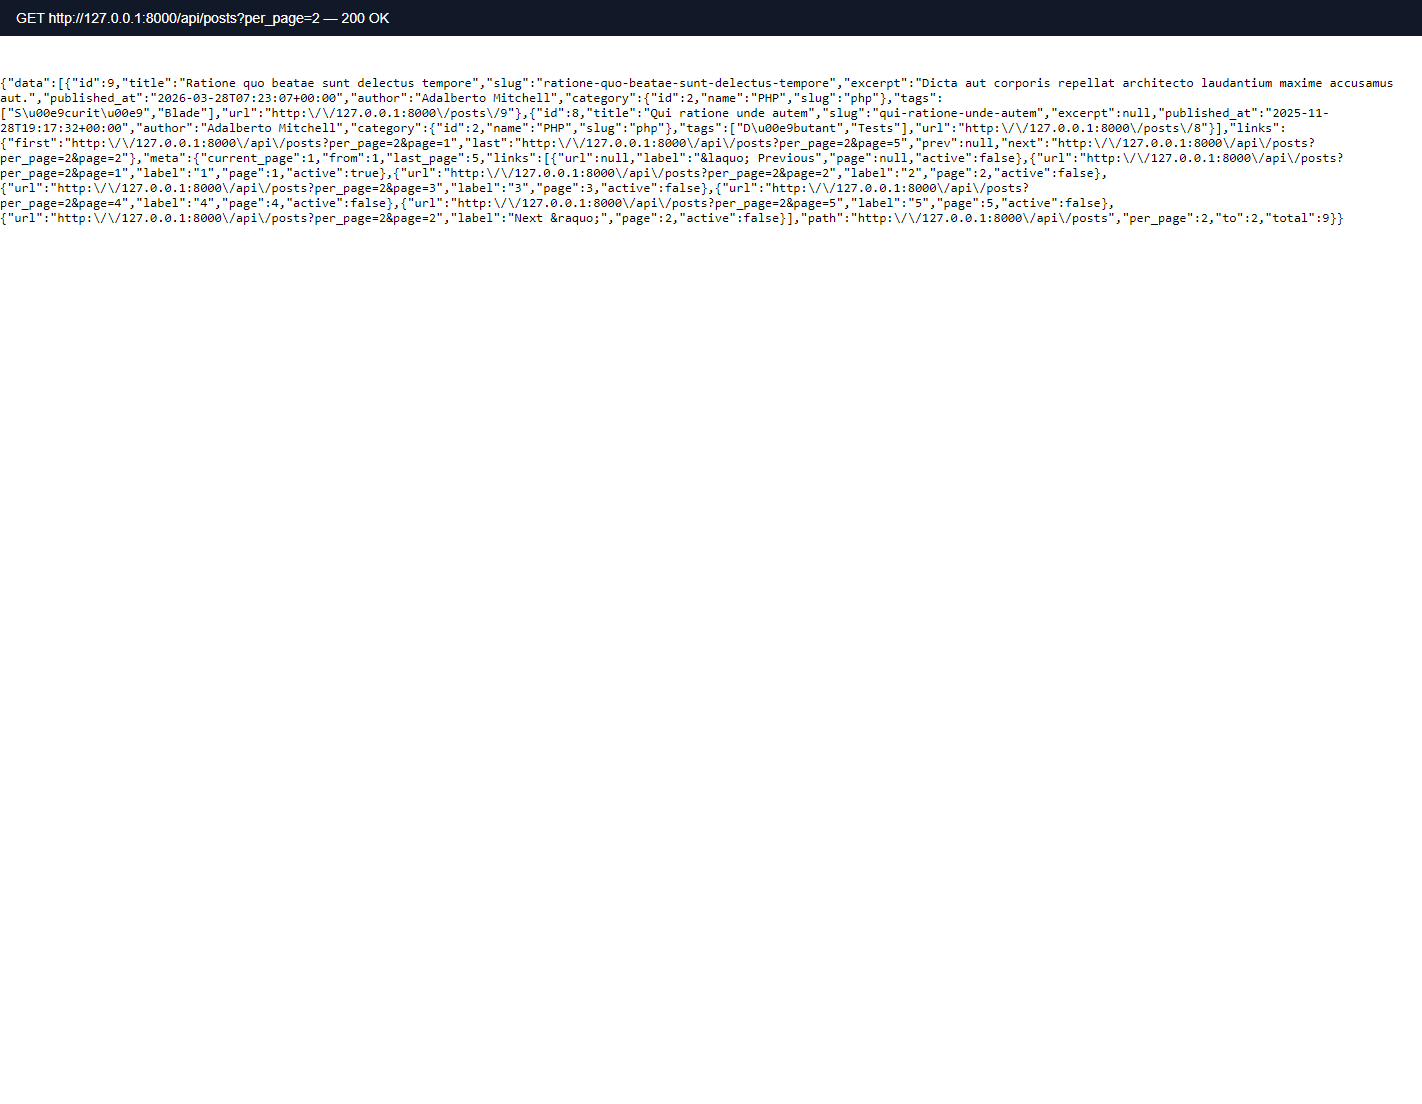 GET http://127.0.0.1:8000/api/posts?per_page=2 — 200 OK
{"data":[{"id":9,"title":"Ratione quo beatae sunt delectus tempore","slug":"ratione-quo-beatae-sunt-delectus-tempore","excerpt":"Dicta aut corporis repellat architecto laudantium maxime accusamus
aut.","published_at":"2026-03-28T07:23:07+00:00","author":"Adalberto Mitchell","category":{"id":2,"name":"PHP","slug":"php"},"tags":
["S\u00e9curit\u00e9","Blade"],"url":"http:\/\/127.0.0.1:8000\/posts\/9"},{"id":8,"title":"Qui ratione unde autem","slug":"qui-ratione-unde-autem","excerpt":null,"published_at":"2025-11-
28T19:17:32+00:00","author":"Adalberto Mitchell","category":{"id":2,"name":"PHP","slug":"php"},"tags":["D\u00e9butant","Tests"],"url":"http:\/\/127.0.0.1:8000\/posts\/8"}],"links":
{"first":"http:\/\/127.0.0.1:8000\/api\/posts?per_page=2&page=1","last":"http:\/\/127.0.0.1:8000\/api\/posts?per_page=2&page=5","prev":null,"next":"http:\/\/127.0.0.1:8000\/api\/posts?
per_page=2&page=2"},"meta":{"current_page":1,"from":1,"last_page":5,"links":[{"url":null,"label":"&laquo; Previous","page":null,"active":false},{"url":"http:\/\/127.0.0.1:8000\/api\/posts?
per_page=2&page=1","label":"1","page":1,"active":true},{"url":"http:\/\/127.0.0.1:8000\/api\/posts?per_page=2&page=2","label":"2","page":2,"active":false},
{"url":"http:\/\/127.0.0.1:8000\/api\/posts?per_page=2&page=3","label":"3","page":3,"active":false},{"url":"http:\/\/127.0.0.1:8000\/api\/posts?
per_page=2&page=4","label":"4","page":4,"active":false},{"url":"http:\/\/127.0.0.1:8000\/api\/posts?per_page=2&page=5","label":"5","page":5,"active":false},
{"url":"http:\/\/127.0.0.1:8000\/api\/posts?per_page=2&page=2","label":"Next &raquo;","page":2,"active":false}],"path":"http:\/\/127.0.0.1:8000\/api\/posts","per_page":2,"to":2,"total":9}}